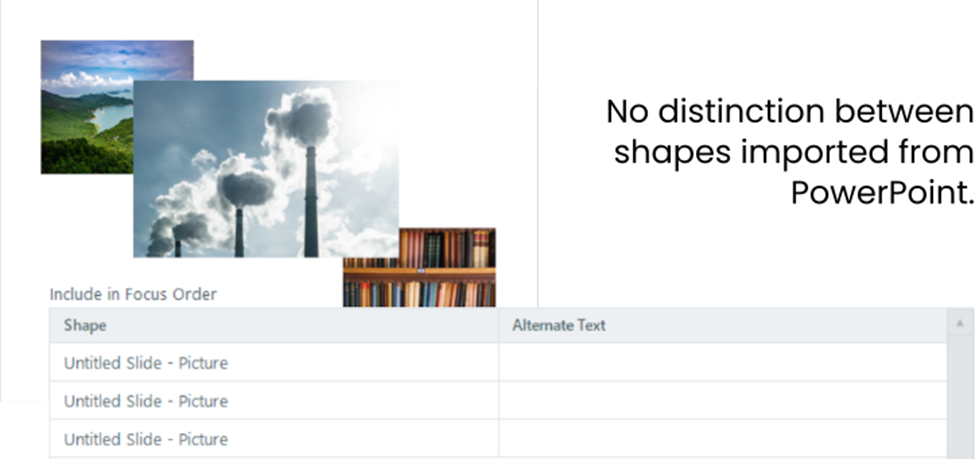 No distinction between
shapes imported from
PowerPoint.
Include in Focus Order
Shape Alternate Text
Untitled Slide - Picture
Untitled Slide - Picture
Untitled Slide - Picture